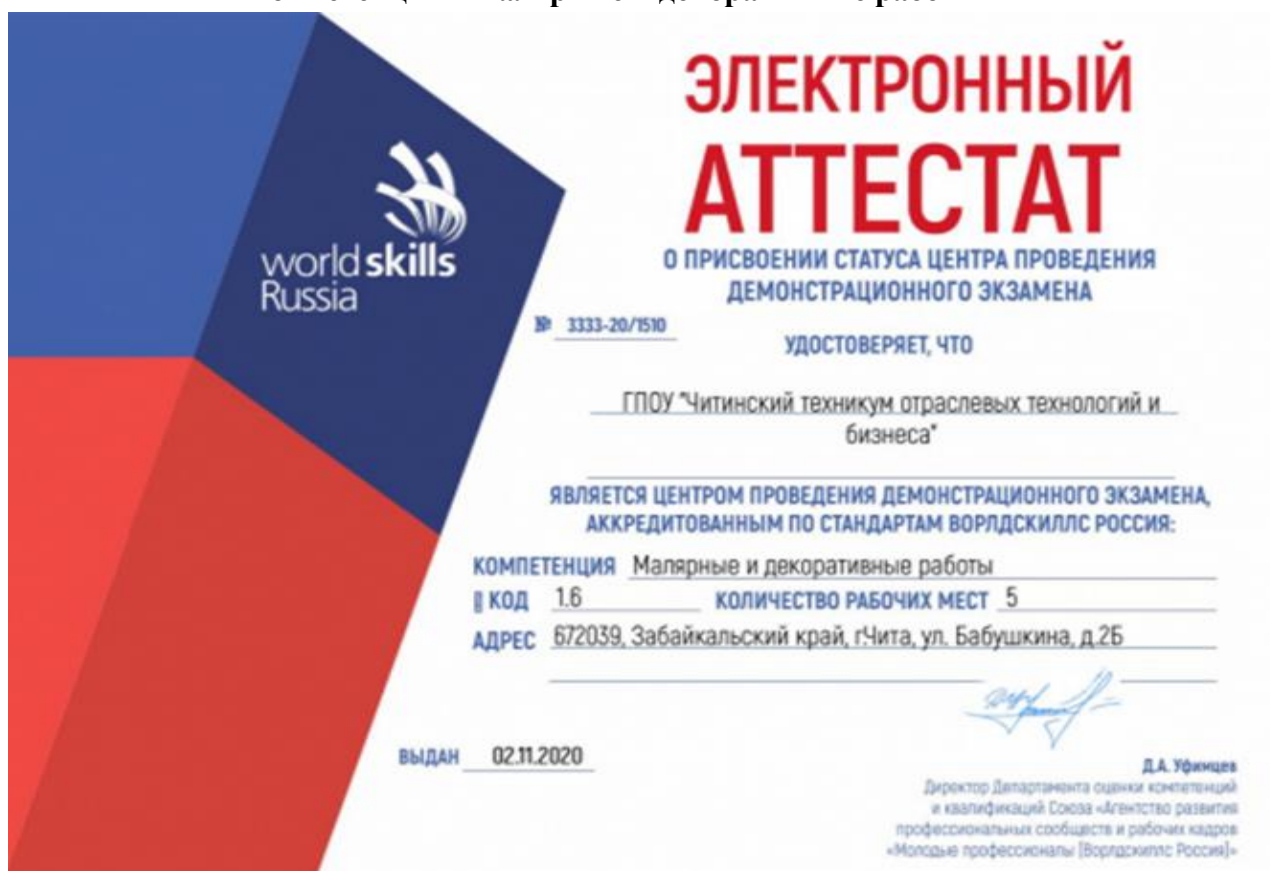 world skills
Russia
ЭЛЕКТРОННЫЙ
АТТЕСТАТ
О ПРИСВОЕНИИ СТАТУСА ЦЕНТРА ПРОВЕДЕНИЯ
ДЕМОНСТРАЦИОННОГО ЭКЗАМЕНА
№ 3333-20/1510
УДОСТОВЕРЯЕТ, ЧТО
ГПОУ "Читинский техникум отраслевых технологий и
бизнеса"
ЯВЛЯЕТСЯ ЦЕНТРОМ ПРОВЕДЕНИЯ ДЕМОНСТРАЦИОННОГО ЭКЗАМЕНА,
АККРЕДИТОВАННЫМ ПО СТАНДАРТАМ ВОРЛДСКИЛЛС РОССИЯ:
КОМПЕТЕНЦИЯ Малярные и декоративные работы
КОД 1.6 КОЛИЧЕСТВО РАБОЧИХ МЕСТ 5
АДРЕС 672039, Забайкальский край, г.Чита, ул. Бабушкина, д.2Б
ВЫДАН 02.11.2020
Д.А. Уфимцев
Директор Департамента оценки компетенций
и квалификаций Союза «Агентство развития
профессиональных сообществ и рабочих кадров
«Молодые профессионалы (Ворлдскиллс Россия)»